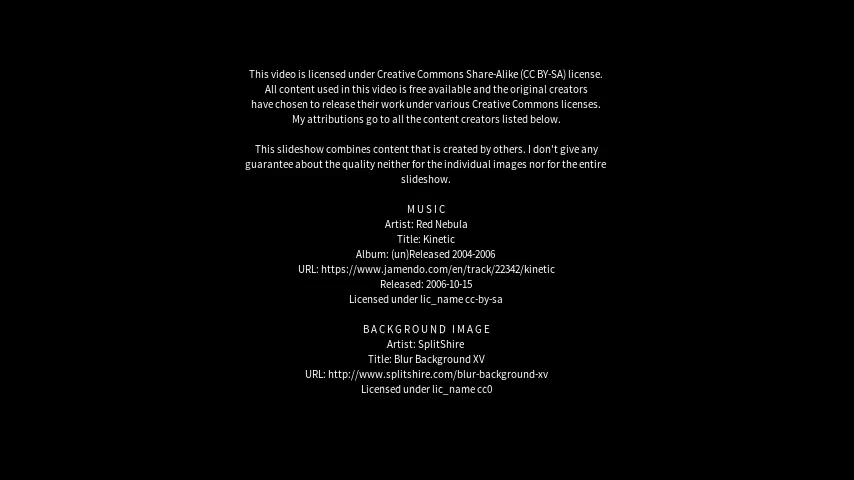 This video is licensed under Creative Commons Share-Alike (CC BY-SA) license.
All content used in this video is free available and the original creators
have chosen to release their work under various Creative Commons licenses.
My attributions go to all the content creators listed below.
This slideshow combines content that is created by others. I don't give any
guarantee about the quality neither for the individual images nor for the entire
slideshow.
MUSIC
Artist: Red Nebula
Title: Kinetic
Album: (un)Released 2004-2006
URL: https://www.jamendo.com/en/track/22342/kinetic
Released: 2006-10-15
Licensed under lic_name cc-by-sa
BACKGROUND IMAGE
Artist: SplitShire
Title: Blur Background XV
URL: http://www.splitshire.com/blur-background-xv
Licensed under lic_name cc0